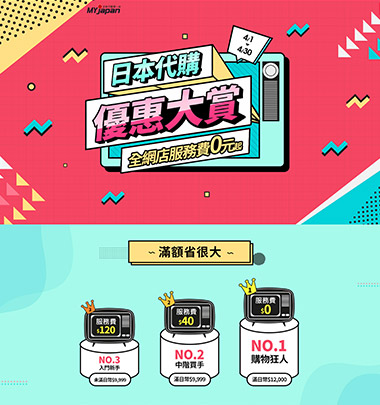 MYJapan
4/1
4/30
日本代購
優惠大賞
全網店服務費0元起
~滿額省很大~
服務費
$120
NO.3
入門新手
未滿日幣$9,999
服務費
$40
NO.2
中階買手
滿日幣$9,999
服務費
$0
NO.1
購物狂人
滿日幣$12,000